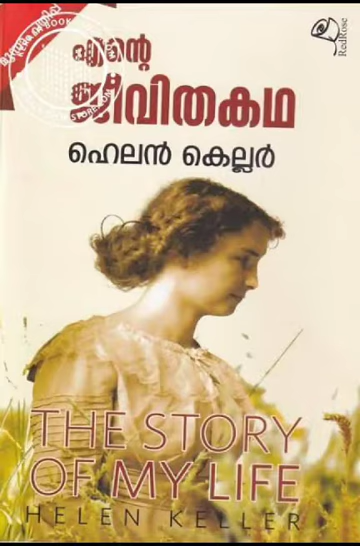 RedRose
എന്റെ
ജീവിതകഥ
ഹെലൻ കെല്ലർ
THE STORY
OF MY LIFE
HELEN KELLER